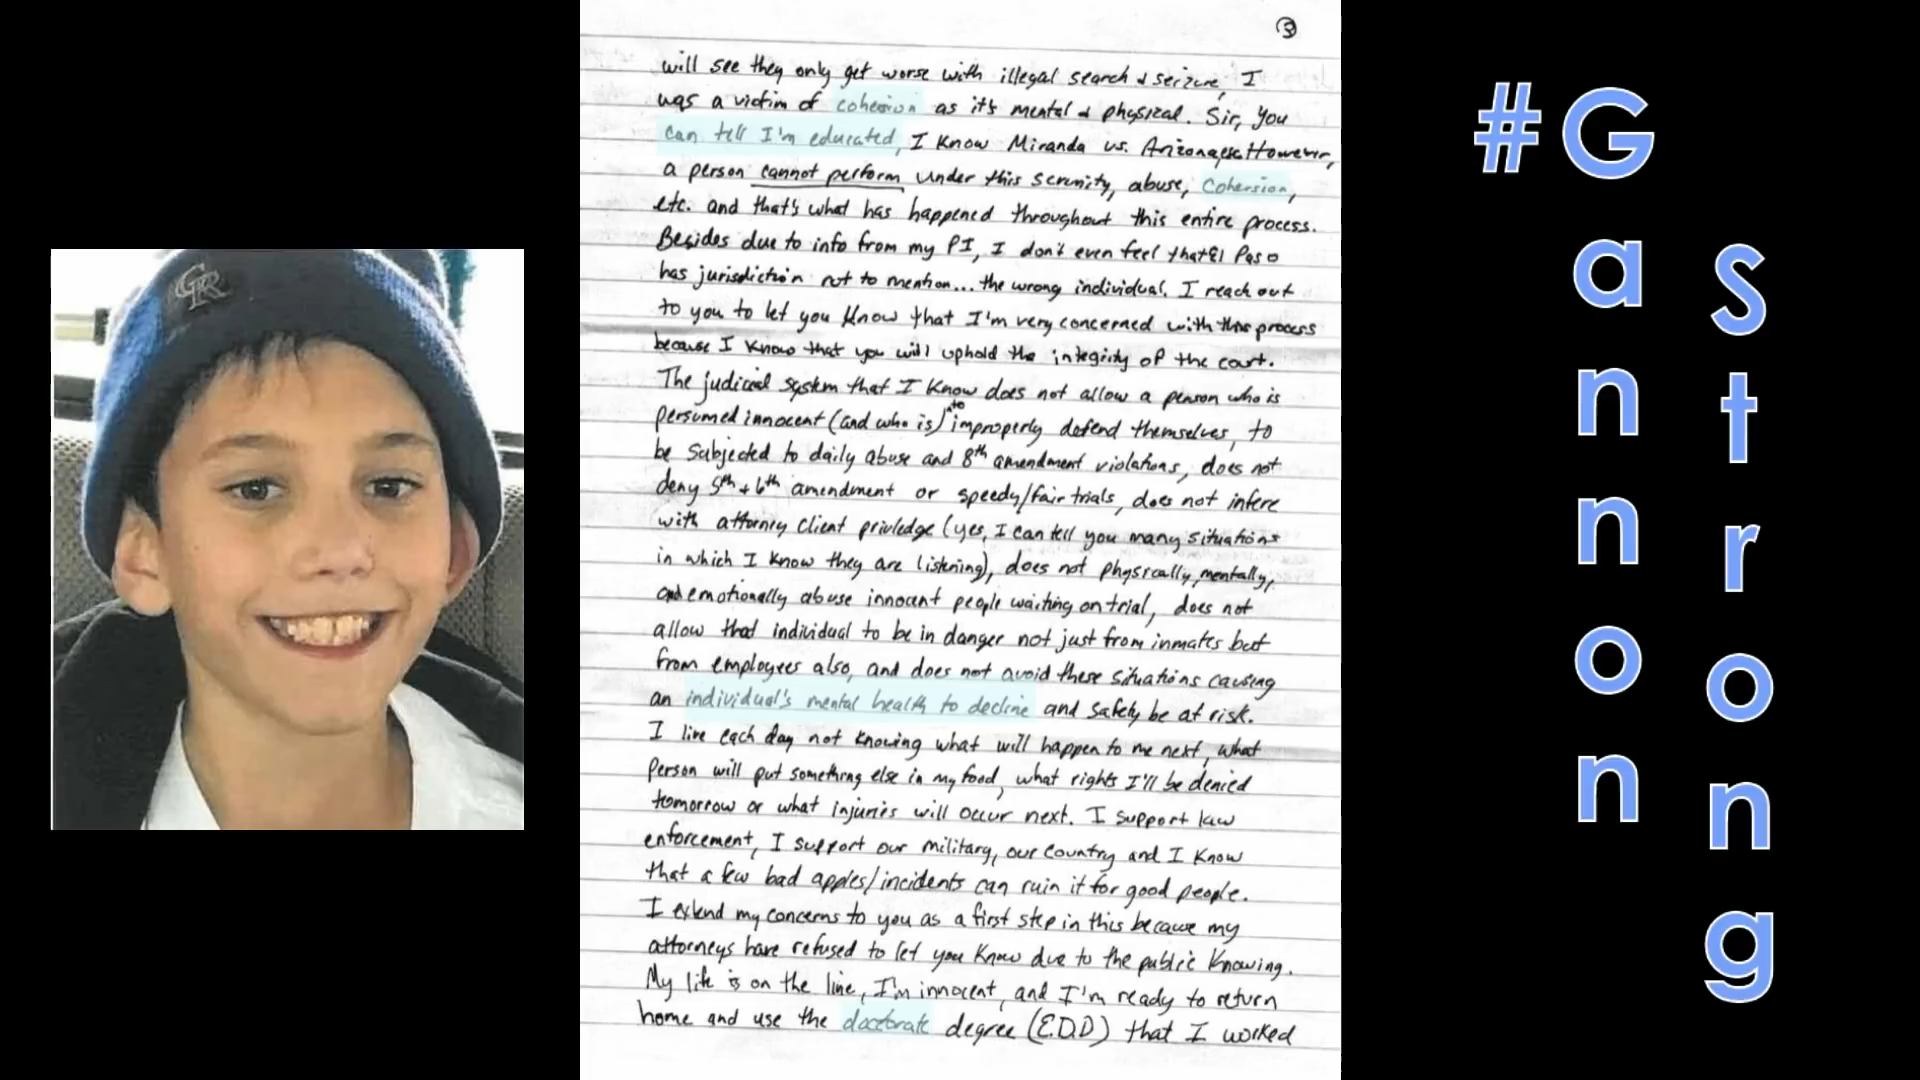 GR
③
will see they only get worse with illegal search & seizure, I
was a victim of cohersion as it's mental & physical. Sir, you
can tell I'm educated, I know Miranda vs. Arizona, etc. However,
a person cannot perform under this scrunity, abuse, cohersion,
etc. and that's what has happened throughout this entire process.
Besides due to info from my PI, I don't even feel that El Paso
has jurisdiction not to mention... the wrong individual. I reach out
to you to let you know that I'm very concerned with this process
because I know that you will uphold the integrity of the court.
The judicial system that I know does not allow a person who is
persumed innocent (and who is) to improperly defend themselves, to
be subjected to daily abuse and 8th amendment violations, does not
deny 5th + 6th amendment or speedy/fair trials, does not infere
with attorney client priviledge (yes, I can tell you many situations
in which I know they are listening), does not physically, mentally,
and emotionally abuse innocent people waiting on trial, does not
allow that individual to be in danger not just from inmates but
from employees also, and does not avoid these situations causing
an individual's mental health to decline and safety be at risk.
I live each day not knowing what will happen to me next, what
person will put something else in my food, what rights I'll be denied
tomorrow or what injuries will occur next. I support law
enforcement, I support our military, our country and I know
that a few bad apples/incidents can ruin it for good people.
I extend my concerns to you as a first step in this because my
attorneys have refused to let you know due to the public knowing.
My life is on the line, I'm innocent, and I'm ready to return
home and use the doctorate degree (E.D.D) that I worked
#Gannon
Strong